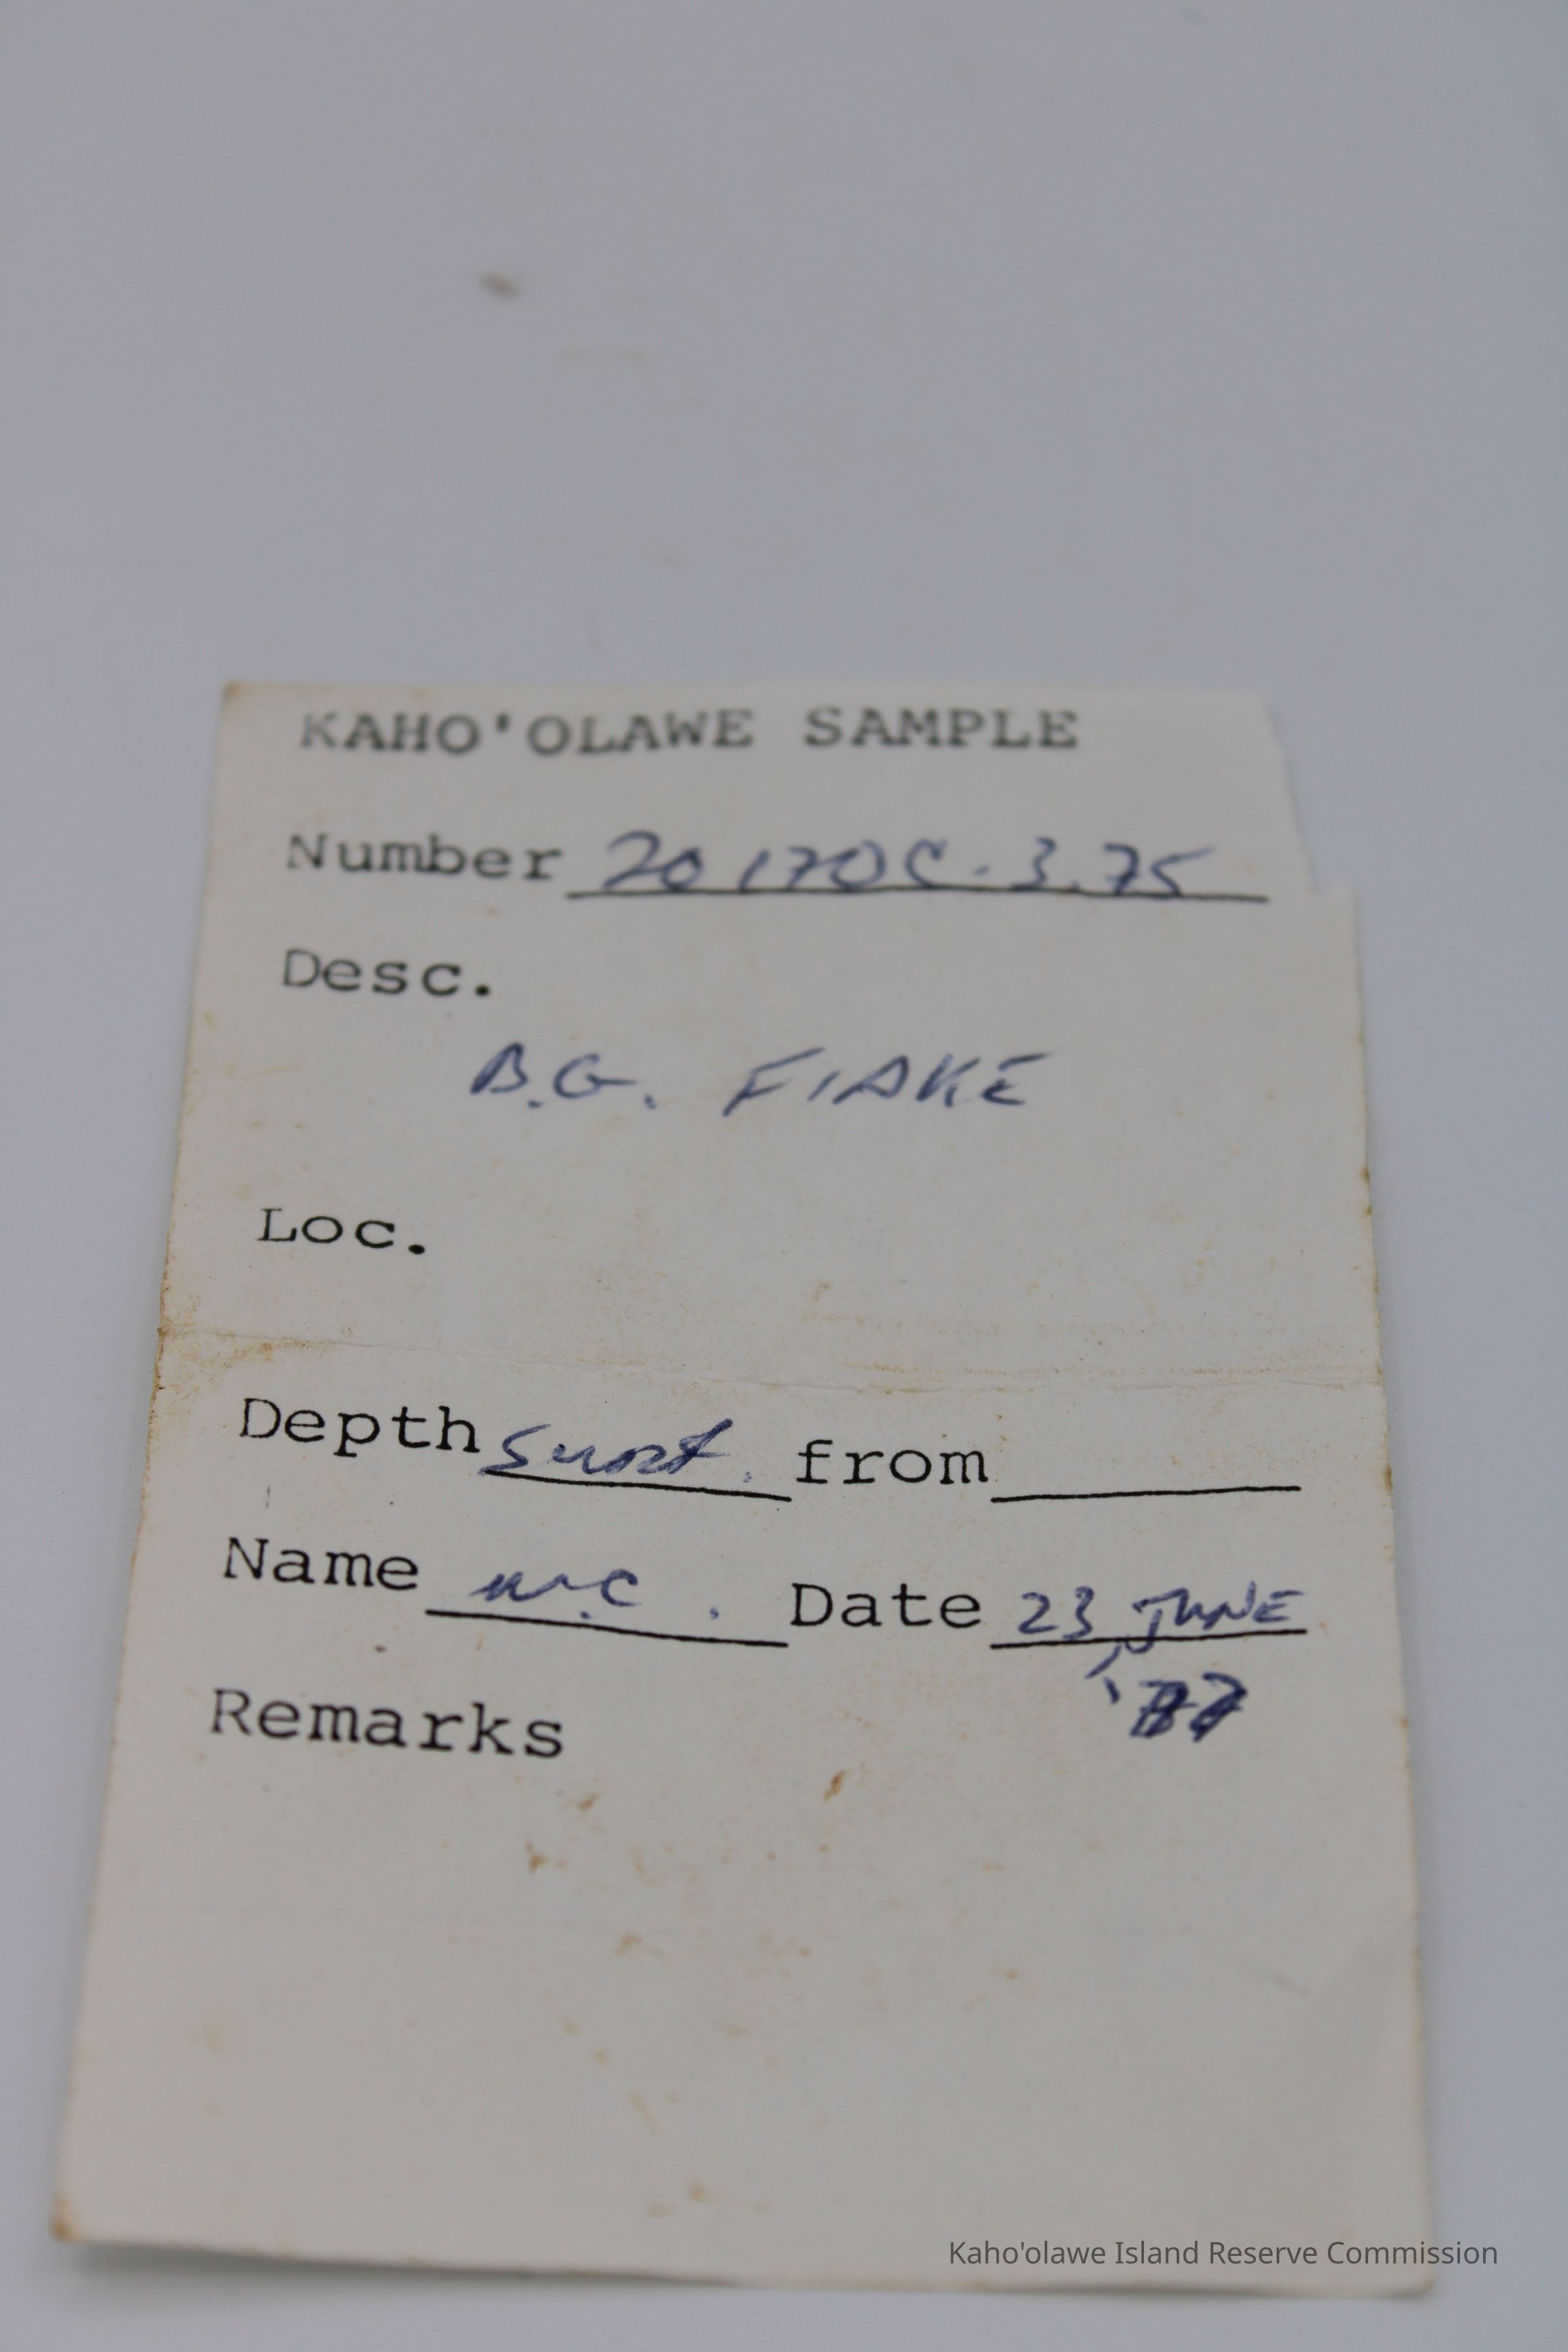 KAHO'OLAWE SAMPLE
Number 20170C-3.75
Desc.
B.G. FlAKE
Loc.
Depth Surf. from
Name M.C. Date 23 JUNE
Remarks
Kaho'olawe Island Reserve Commission